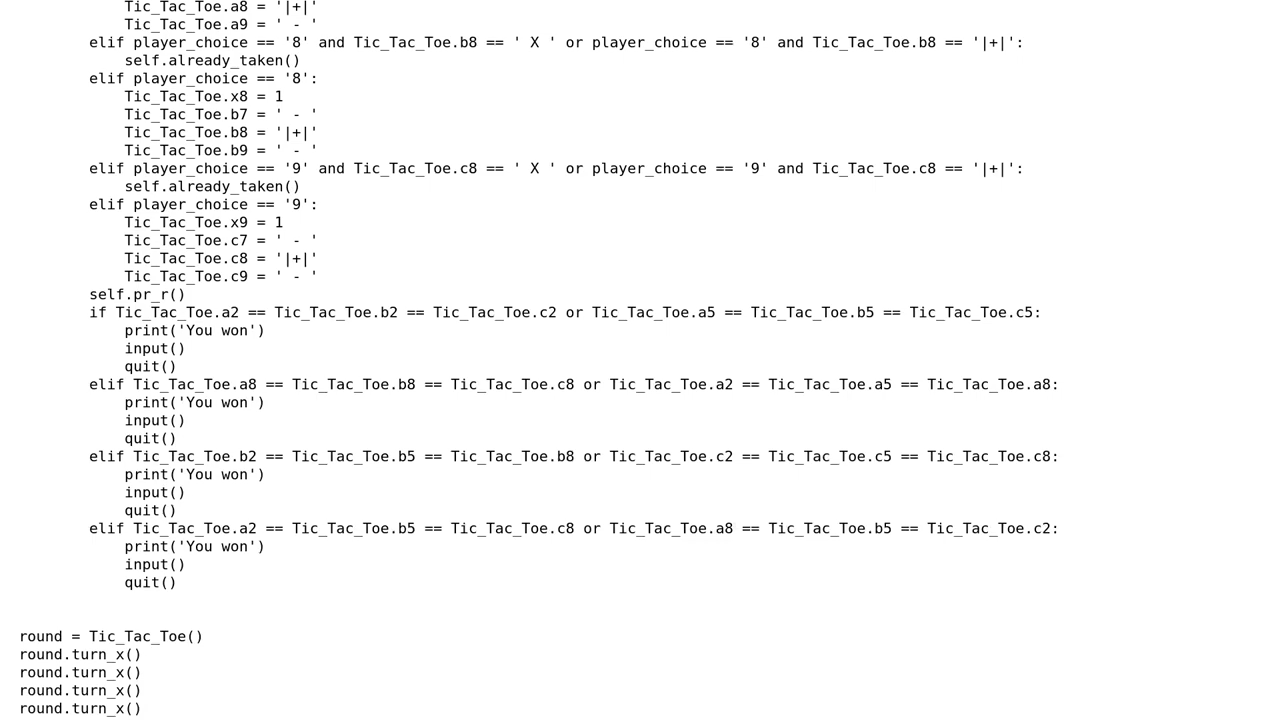 Tic_Tac_Toe.a8 = '|+|'
            Tic_Tac_Toe.a9 = ' - '
        elif player_choice == '8' and Tic_Tac_Toe.b8 == ' X ' or player_choice == '8' and Tic_Tac_Toe.b8 == '|+|':
            self.already_taken()
        elif player_choice == '8':
            Tic_Tac_Toe.x8 = 1
            Tic_Tac_Toe.b7 = ' - '
            Tic_Tac_Toe.b8 = '|+|'
            Tic_Tac_Toe.b9 = ' - '
        elif player_choice == '9' and Tic_Tac_Toe.c8 == ' X ' or player_choice == '9' and Tic_Tac_Toe.c8 == '|+|':
            self.already_taken()
        elif player_choice == '9':
            Tic_Tac_Toe.x9 = 1
            Tic_Tac_Toe.c7 = ' - '
            Tic_Tac_Toe.c8 = '|+|'
            Tic_Tac_Toe.c9 = ' - '
        self.pr_r()
        if Tic_Tac_Toe.a2 == Tic_Tac_Toe.b2 == Tic_Tac_Toe.c2 or Tic_Tac_Toe.a5 == Tic_Tac_Toe.b5 == Tic_Tac_Toe.c5:
            print('You won')
            input()
            quit()
        elif Tic_Tac_Toe.a8 == Tic_Tac_Toe.b8 == Tic_Tac_Toe.c8 or Tic_Tac_Toe.a2 == Tic_Tac_Toe.a5 == Tic_Tac_Toe.a8:
            print('You won')
            input()
            quit()
        elif Tic_Tac_Toe.b2 == Tic_Tac_Toe.b5 == Tic_Tac_Toe.b8 or Tic_Tac_Toe.c2 == Tic_Tac_Toe.c5 == Tic_Tac_Toe.c8:
            print('You won')
            input()
            quit()
        elif Tic_Tac_Toe.a2 == Tic_Tac_Toe.b5 == Tic_Tac_Toe.c8 or Tic_Tac_Toe.a8 == Tic_Tac_Toe.b5 == Tic_Tac_Toe.c2:
            print('You won')
            input()
            quit()


round = Tic_Tac_Toe()
round.turn_x()
round.turn_x()
round.turn_x()
round.turn_x()